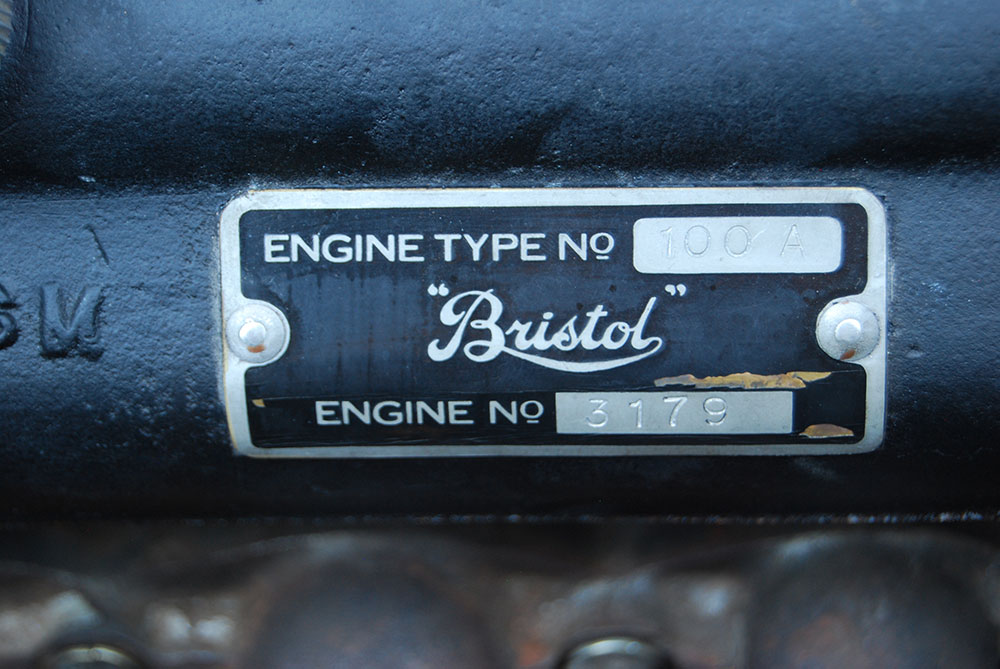 ENGINE TYPE Nº 100 A
"Bristol"
ENGINE Nº 3179